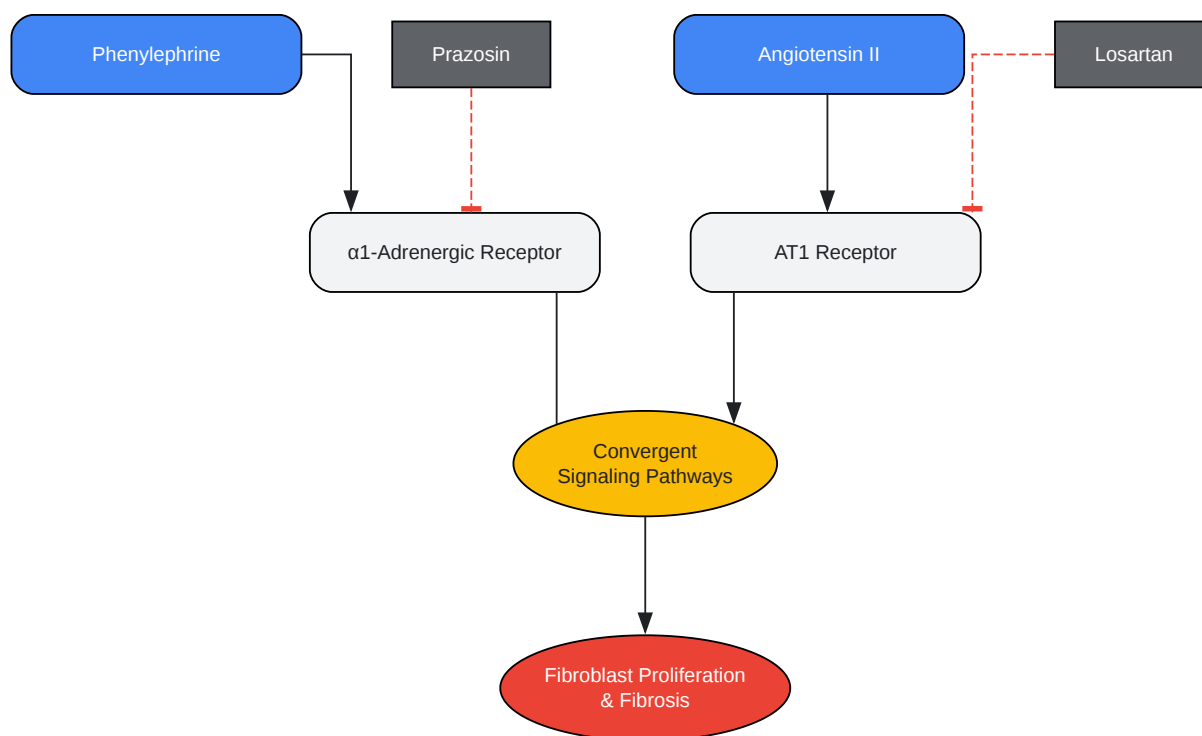 Phenylephrine
Prazosin
Angiotensin II
Losartan
α1-Adrenergic Receptor
AT1 Receptor
Convergent
Signaling Pathways
Fibroblast Proliferation
& Fibrosis